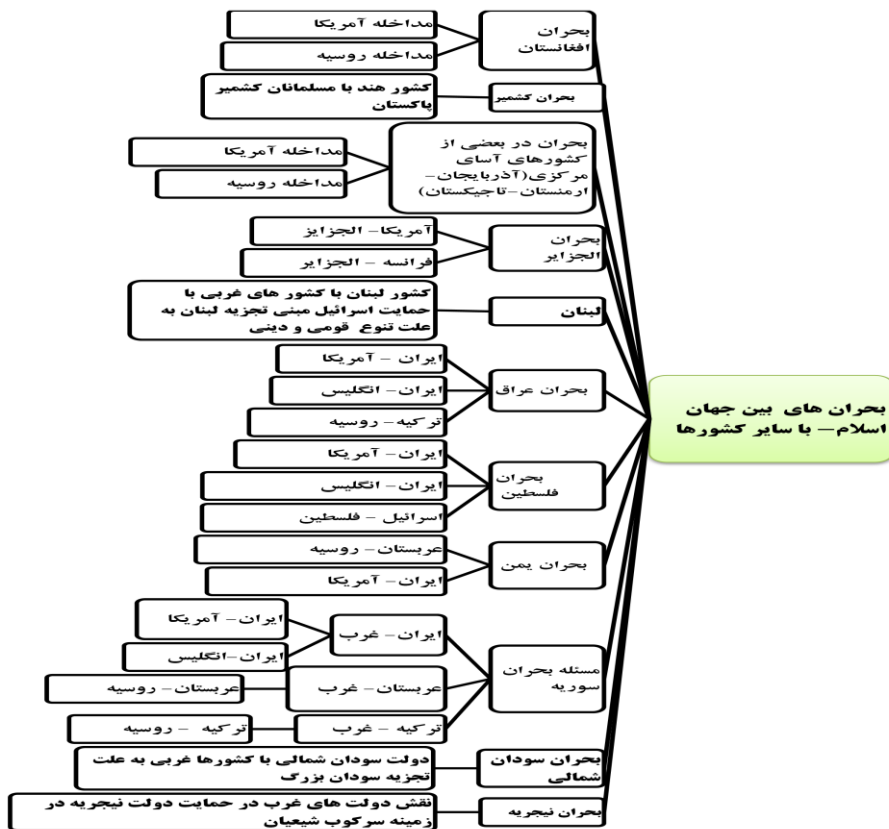 بحران های بین جهان
اسلام— با سایر کشورها
بحران
افغانستان
مداخله آمریکا
مداخله روسیه
بحران کشمیر
کشور هند با مسلمانان کشمیر
پاکستان
بحران در بعضی از
کشورهای آسای
مرکزی(آذربایجان-
ارمنستان-تاجیکستان)
مداخله آمریکا
مداخله روسیه
بحران
الجزایر
آمریکا- الجزایز
فرانسه - الجزایر
لبنان
کشور لبنان با کشور های غربی با
حمایت اسرائیل مبنی تجزیه لبنان به
علت تنوع قومی و دینی
بحران عراق
ایران - آمریکا
ایران- انگلیس
ترکیه- روسیه
بحران
فلسطین
ایران- آمریکا
ایران- انگلیس
اسرائیل - فلسطین
بحران یمن
عربستان- روسیه
ایران- آمریکا
مسئله بحران
سوریه
ایران- غرب
ایران- آمریکا
ایران-انگلیس
عربستان- غرب
عربستان- روسیه
ترکیه - غرب
ترکیه - روسیه
بحران سودان
شمالی
دولت سودان شمالی با کشورها غربی به علت
تجزیه سودان بزرگ
بحران نیجریه
نقش دولت های غرب در حمایت دولت نیجریه در
زمینه سرکوب شیعیان